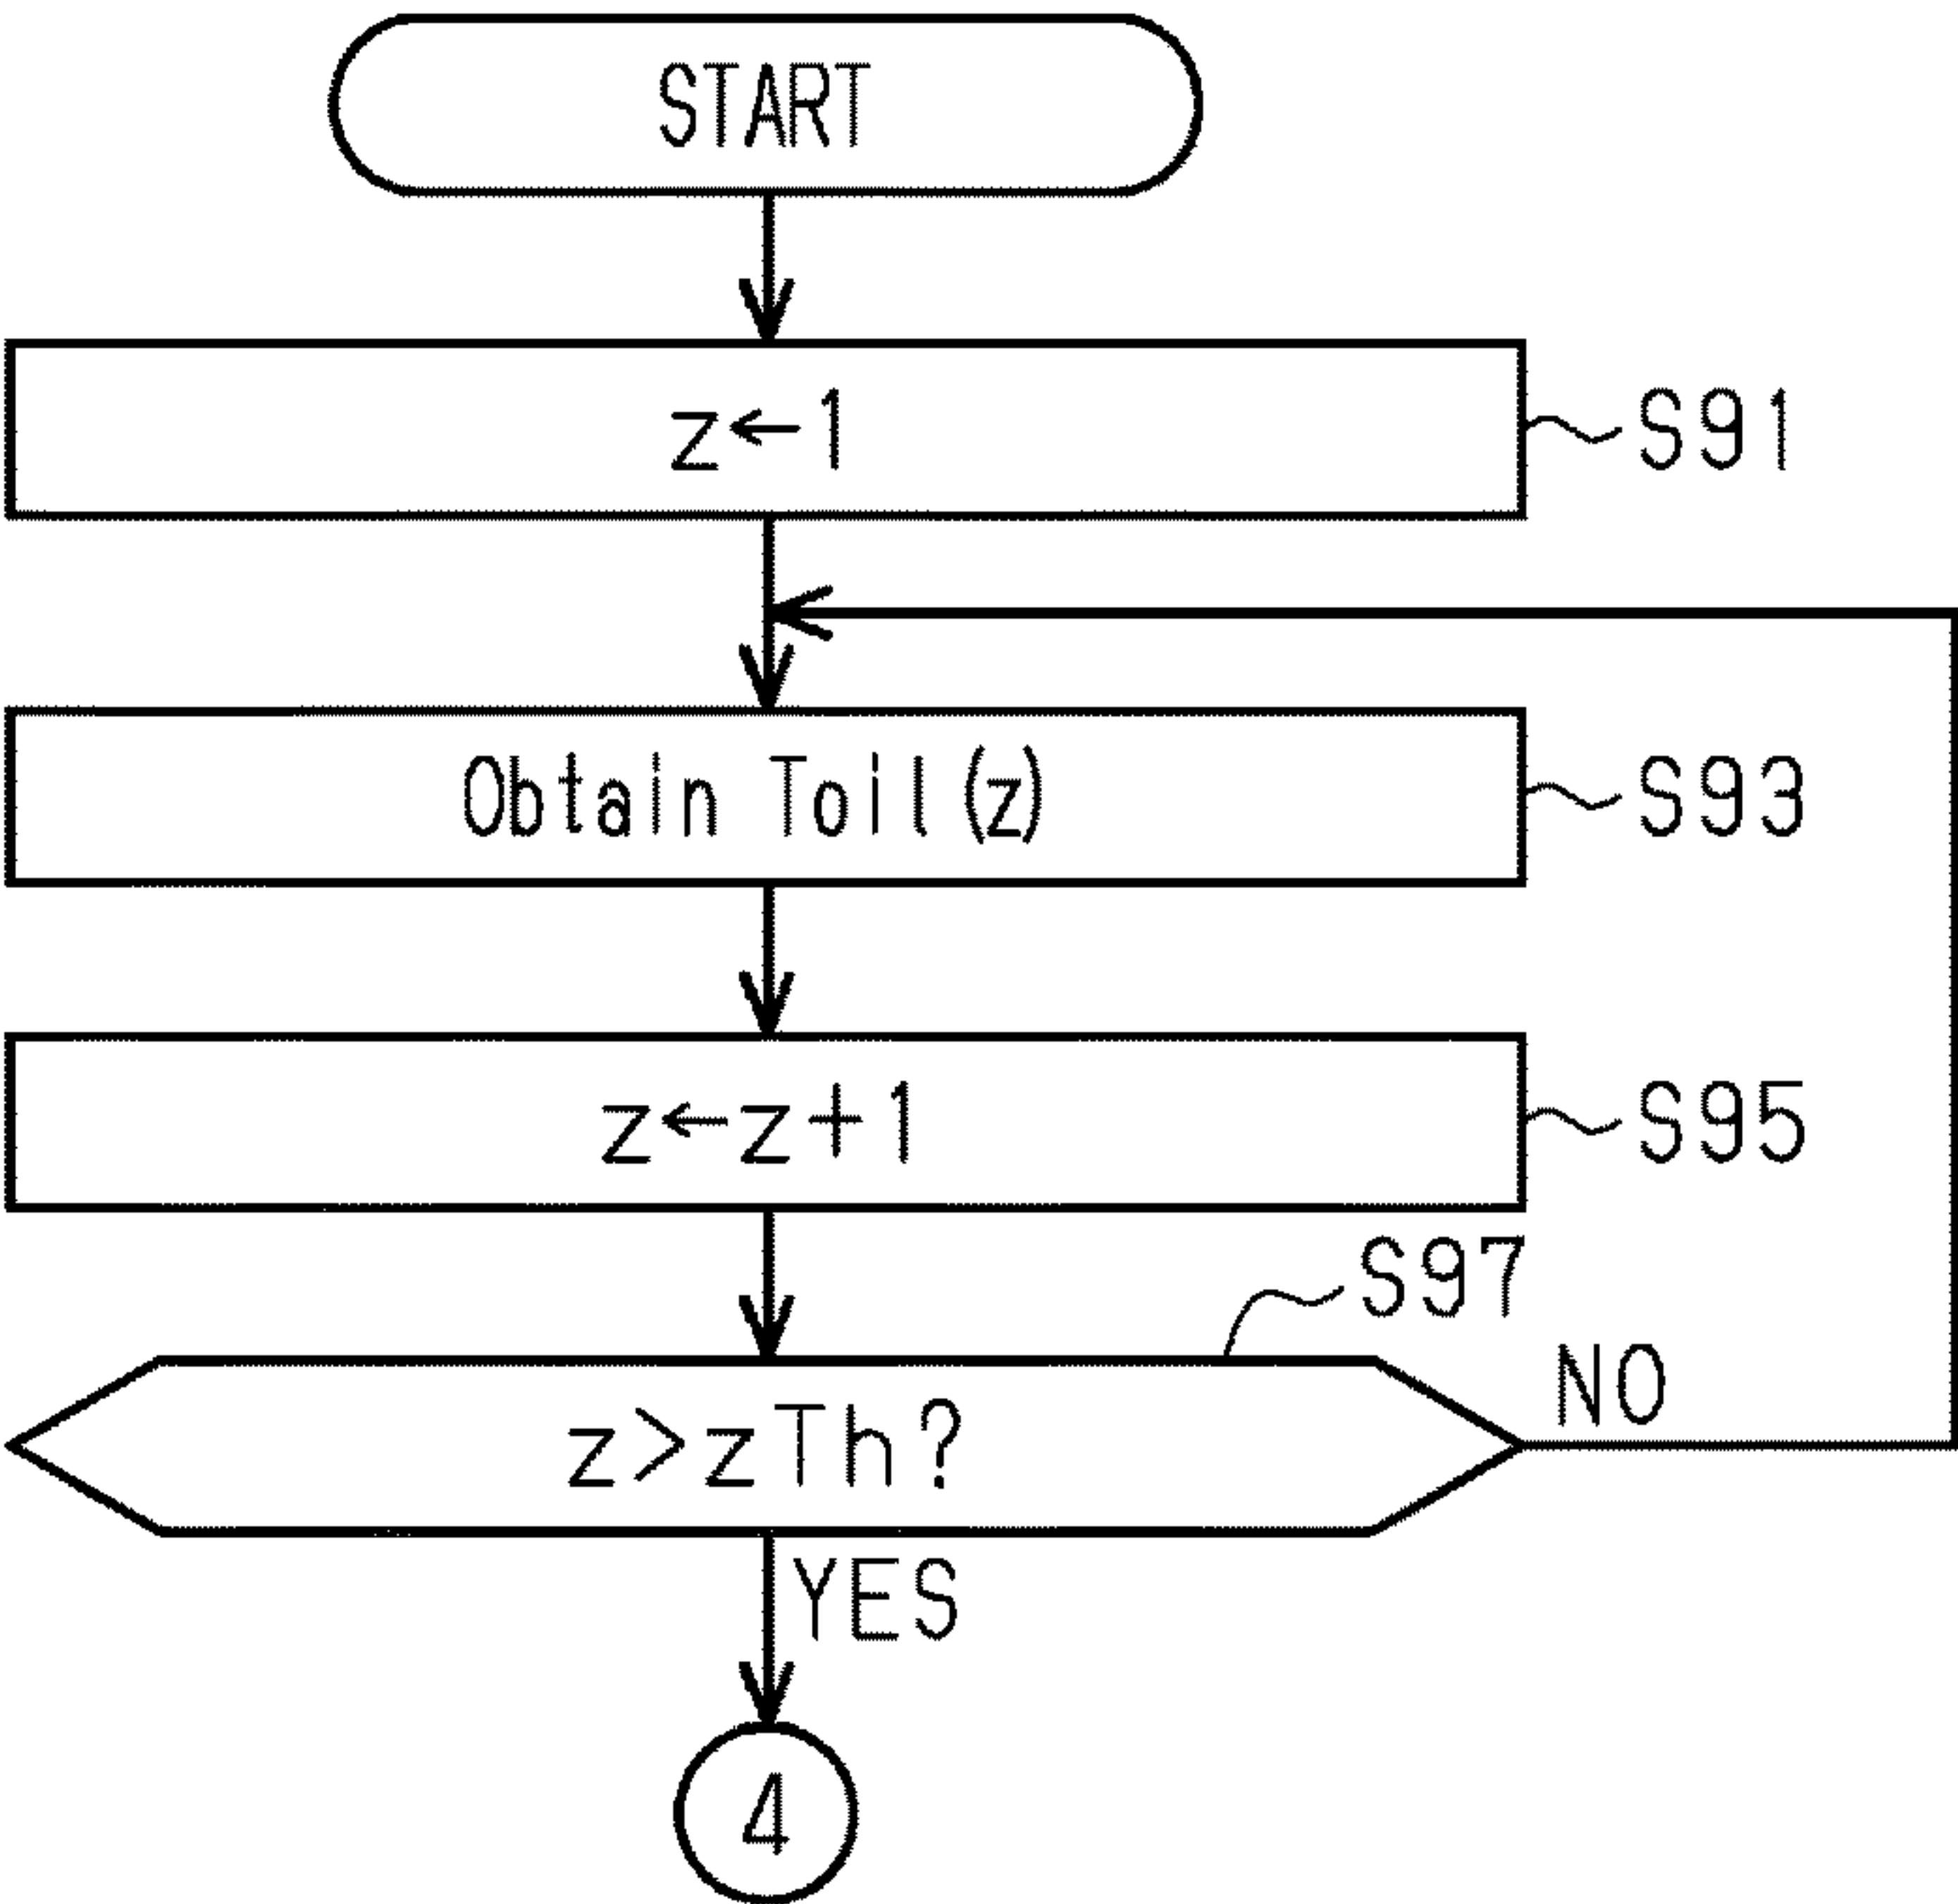 START
z←1 S91
Obtain Toil(z) S93
z←z+1 S95
S97
z>zTh? NO
YES
4